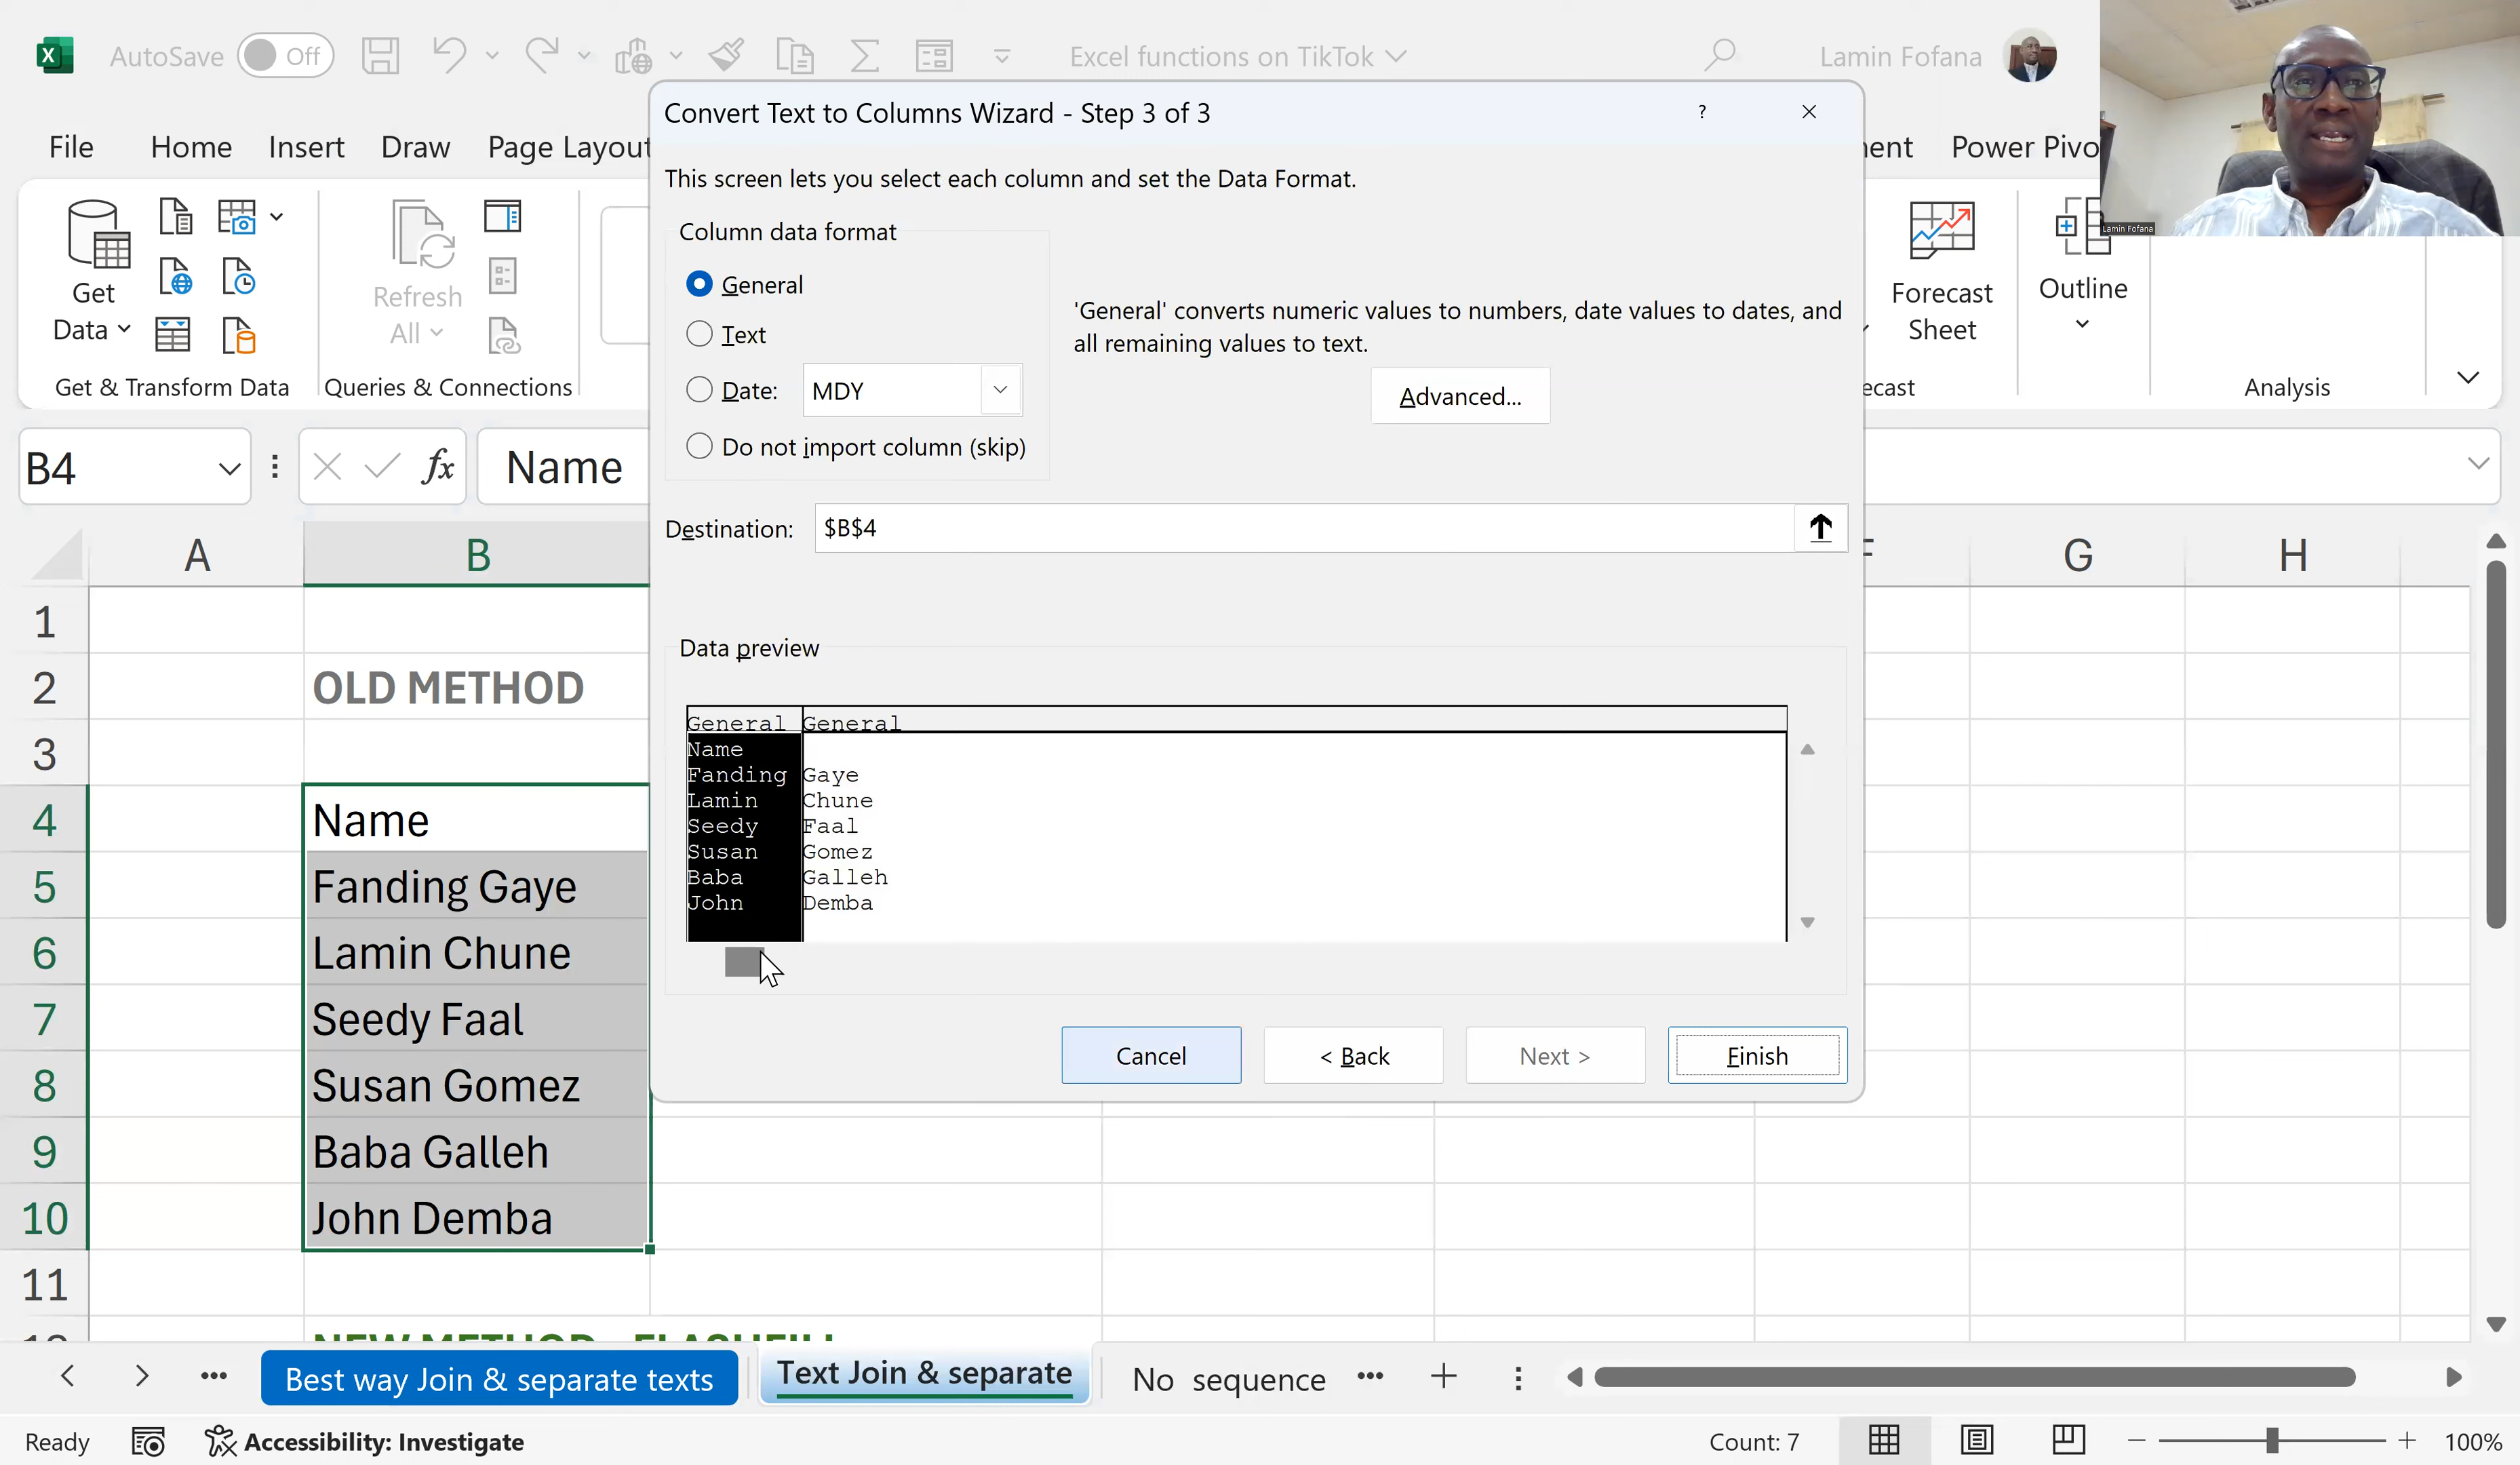 AutoSave Off Excel functions on TikTok Lamin Fofana
Lamin Fofana
File Home Insert Draw Page Layout Power Pivo
Get Data
Refresh All
Get & Transform Data
Queries & Connections
Forecast Sheet
Outline
ecast
Analysis
Convert Text to Columns Wizard - Step 3 of 3 ?
This screen lets you select each column and set the Data Format.
Column data format
General
Text
Date: MDY
Do not import column (skip)
'General' converts numeric values to numbers, date values to dates, and
all remaining values to text.
Advanced...
Destination: $B$4
Data preview
General General
Name
Fanding Gaye
Lamin Chune
Seedy Faal
Susan Gomez
Baba Galleh
John Demba
Cancel < Back Next > Finish
B4 fx Name
A B F G H
1
2 OLD METHOD
3
4 Name
5 Fanding Gaye
6 Lamin Chune
7 Seedy Faal
8 Susan Gomez
9 Baba Galleh
10 John Demba
11
Best way Join & separate texts Text Join & separate No sequence
Ready Accessibility: Investigate Count: 7 100%